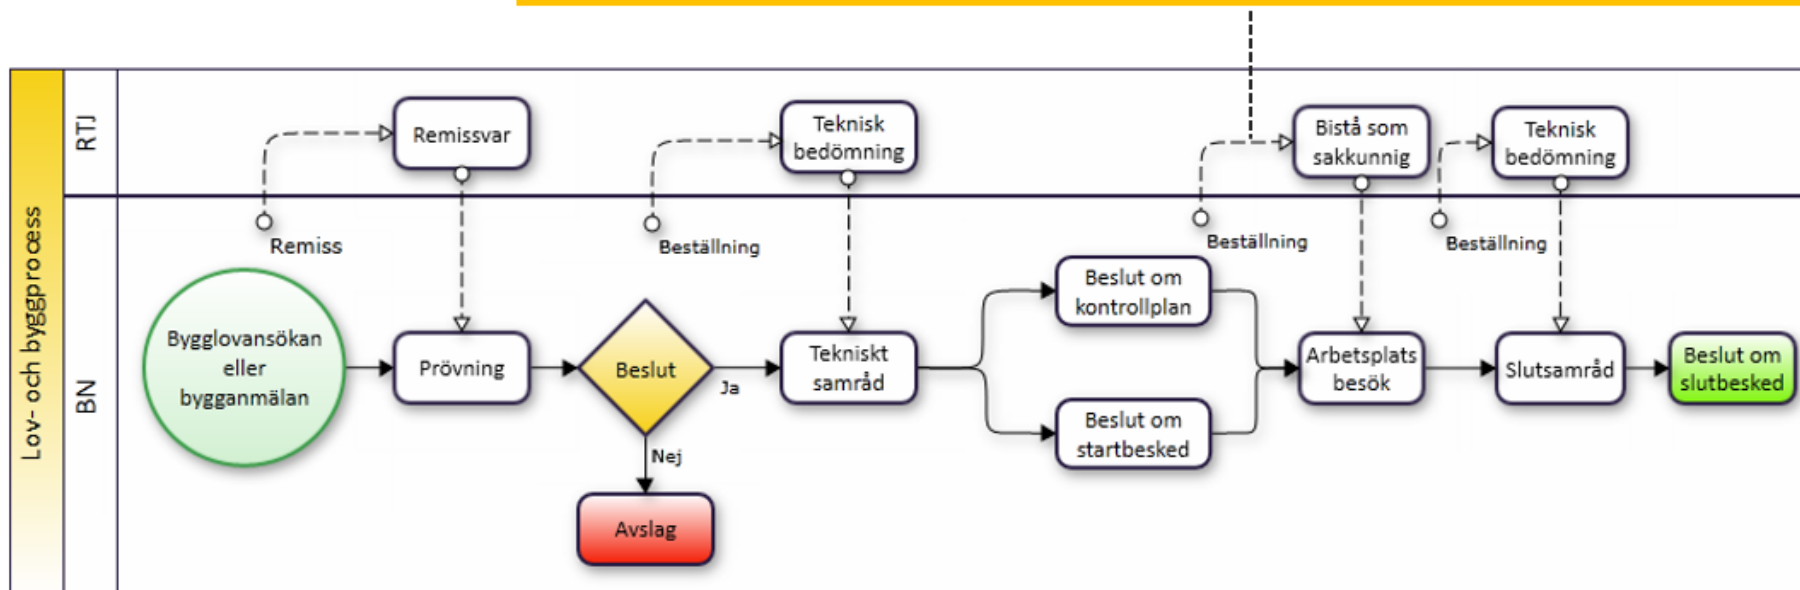 Lov- och byggprocess
RTJ
Remissvar
Teknisk
bedömning
Bistå som
sakkunnig
Teknisk
bedömning
BN
Remiss
Beställning
Beställning
Beställning
Bygglovansökan
eller
bygganmälan
Prövning
Beslut
Ja
Nej
Avslag
Tekniskt
samråd
Beslut om
kontrollplan
Beslut om
startbesked
Arbetsplats
besök
Slutsamråd
Beslut om
slutbesked